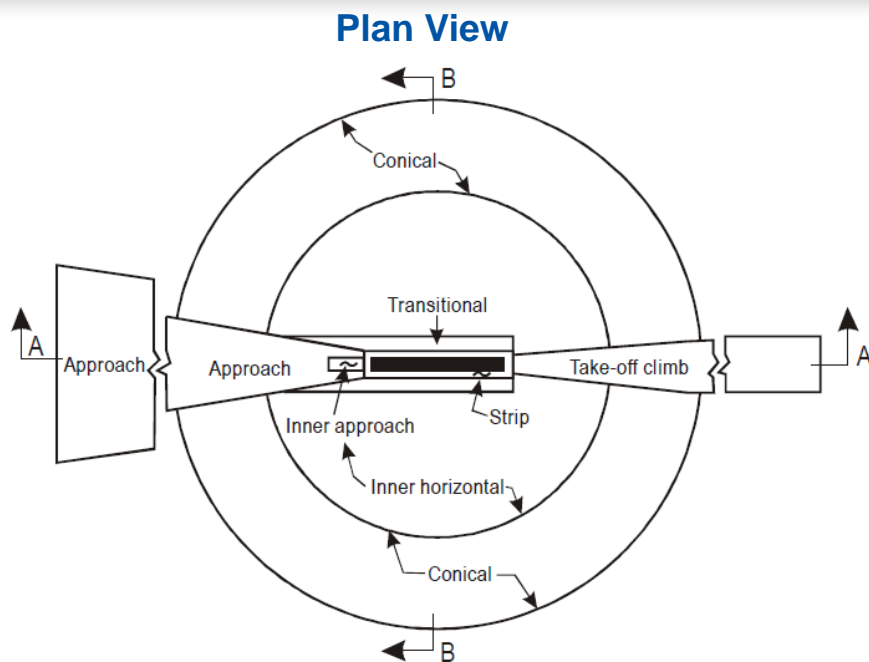 Plan View
B
Conical
Transitional
A
Approach
Approach
Take-off climb
A
Inner approach
Strip
Inner horizontal
Conical
B